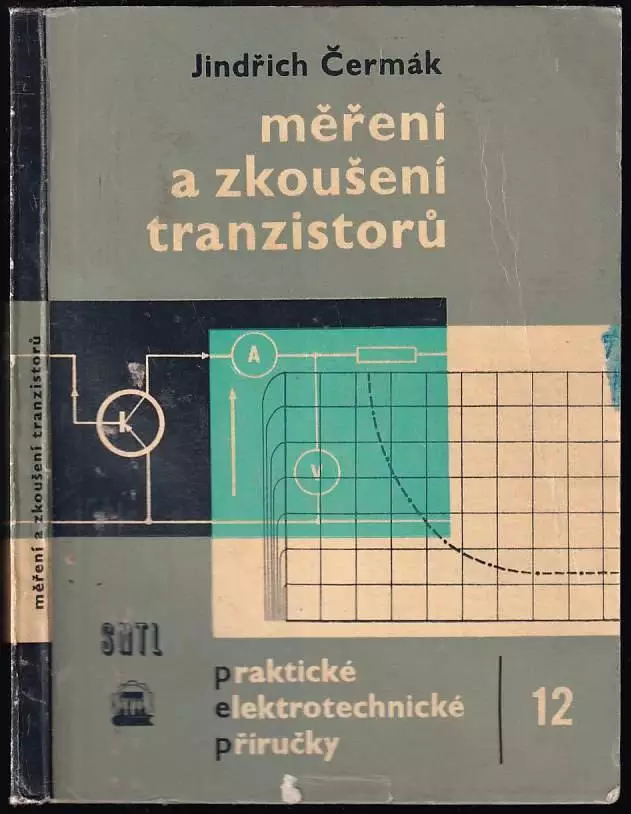 Jindřich Čermák
měření
a zkoušení
tranzistorů
A
V
měření a zkoušení tranzistorů
SNTL
praktické
elektrotechnické
příručky
12